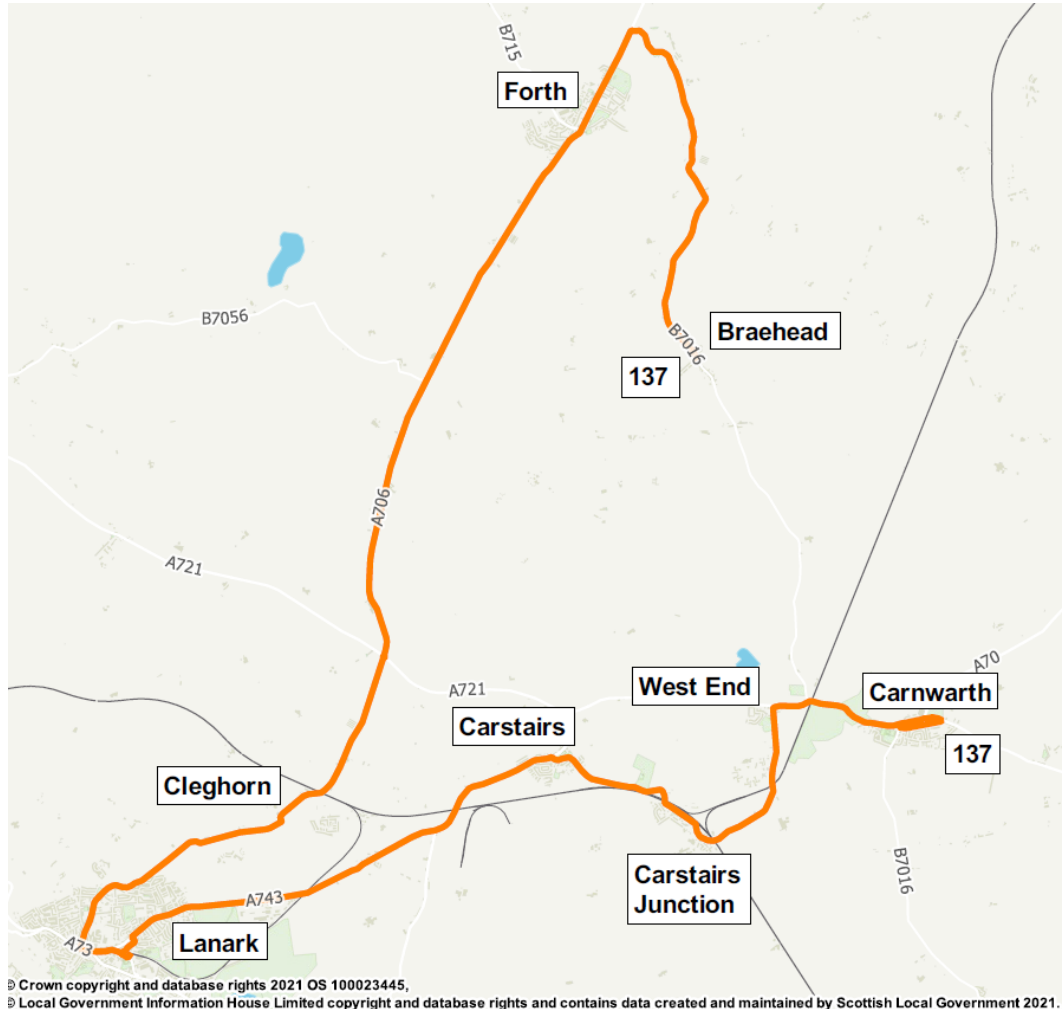 B715
Forth
B7056
B7016
Braehead
137
A706
A721
A721
A70
West End
Carnwarth
Carstairs
137
Cleghorn
Carstairs
Junction
B7016
A743
Lanark
A73
© Crown copyright and database rights 2021 OS 100023445,
© Local Government Information House Limited copyright and database rights and contains data created and maintained by Scottish Local Government 2021.